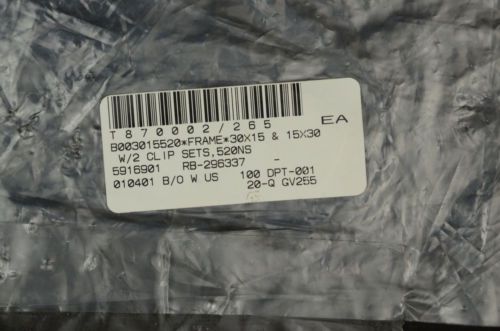 T870002/265 EA
B003015520*FRAME*30X15 & 15X30
W/2 CLIP SETS,520NS
5916901 RB-296337 -
010401 B/O W US 100 DPT-001
20-Q GV255